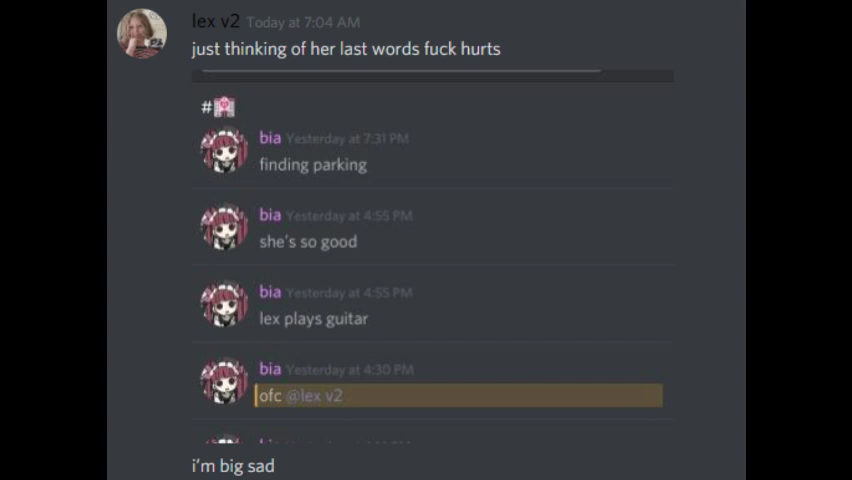 lex v2 Today at 7:04 AM
just thinking of her last words fuck hurts
#
bia Yesterday at 7:31 PM
finding parking
bia Yesterday at 4:55 PM
she's so good
bia Yesterday at 4:55 PM
lex plays guitar
bia Yesterday at 4:30 PM
ofc @lex v2
i'm big sad